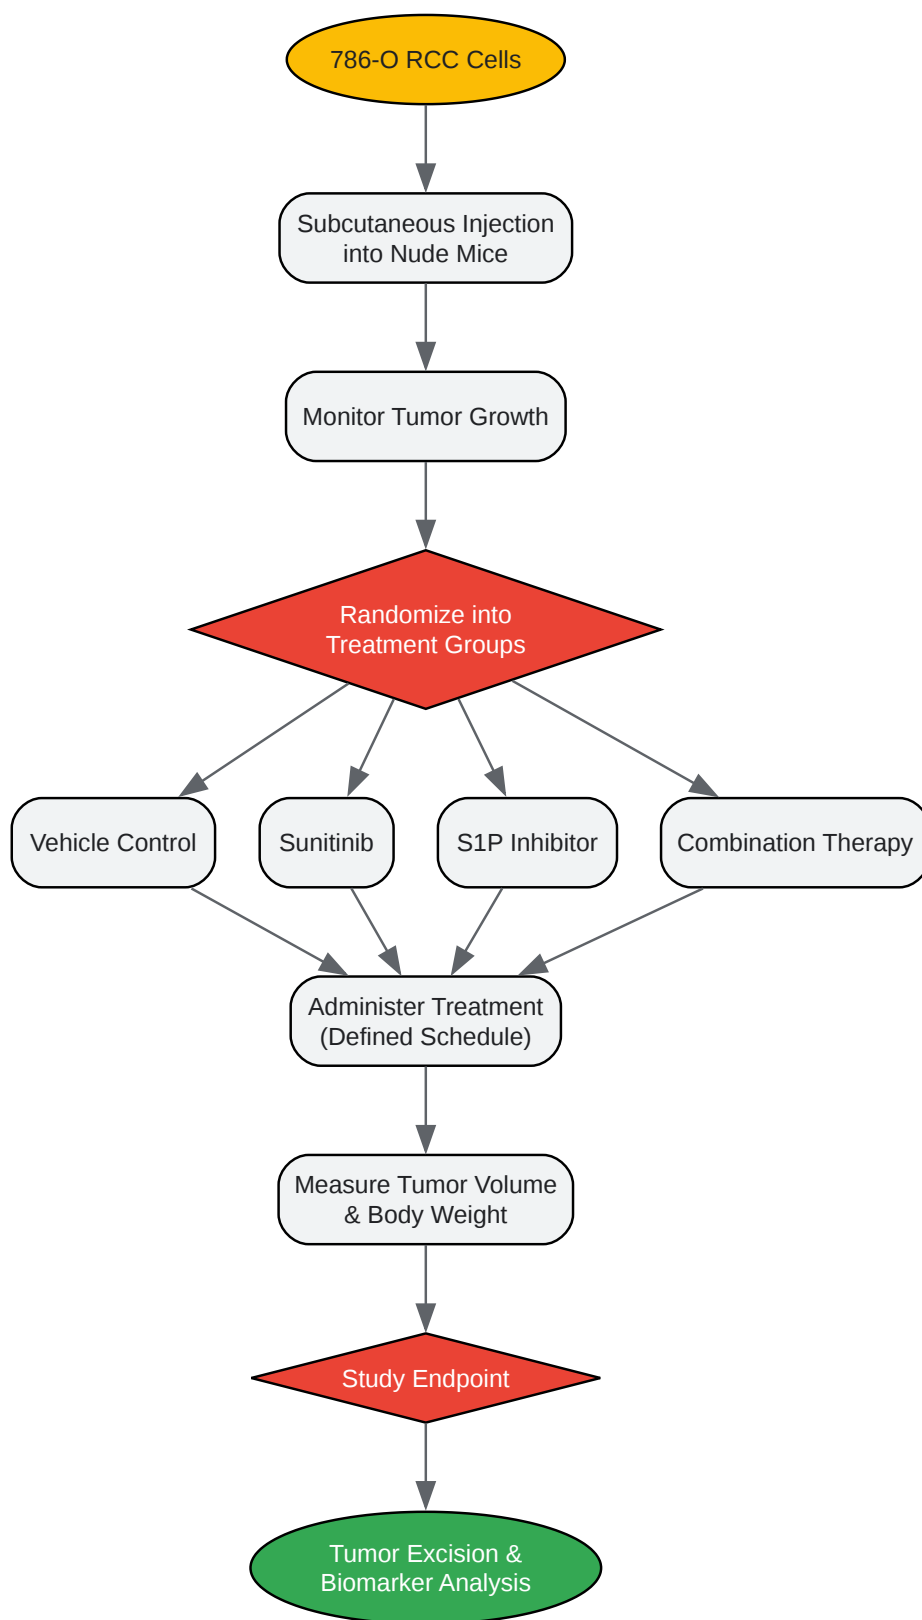 786-O RCC Cells
Subcutaneous Injection
into Nude Mice
Monitor Tumor Growth
Randomize into
Treatment Groups
Vehicle Control
Sunitinib
S1P Inhibitor
Combination Therapy
Administer Treatment
(Defined Schedule)
Measure Tumor Volume
& Body Weight
Study Endpoint
Tumor Excision &
Biomarker Analysis